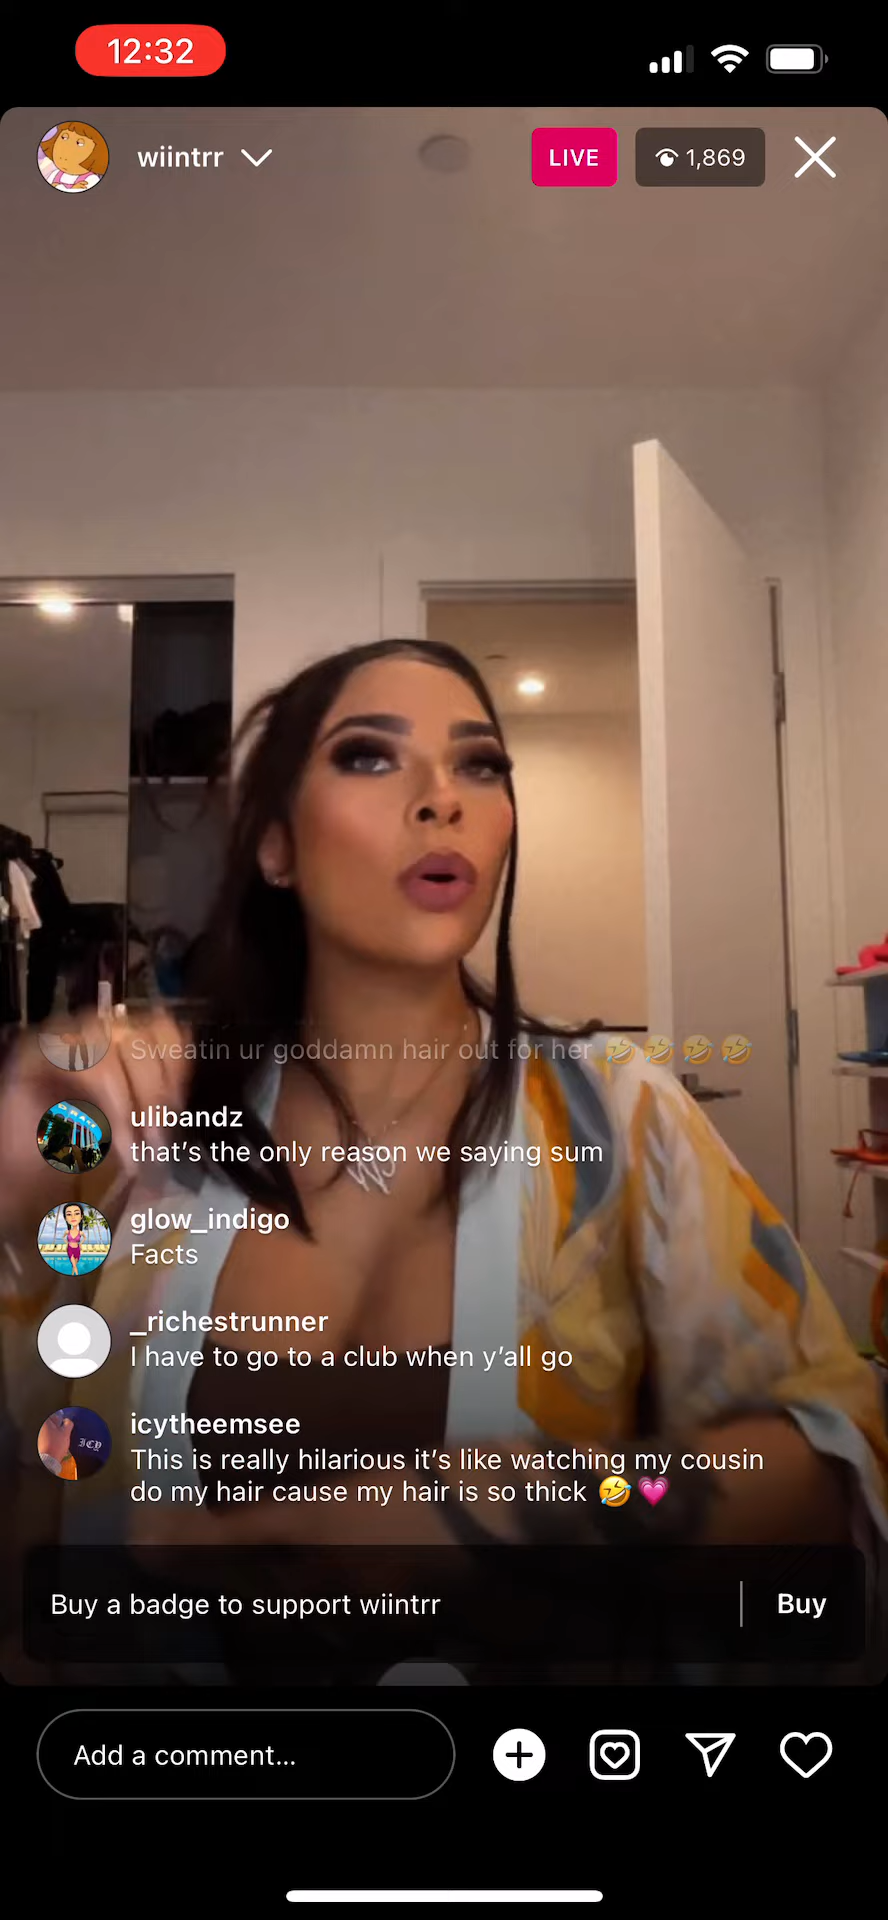 12:32
wiintrr
LIVE
1,869
Sweatin ur goddamn hair out for her 🤣🤣🤣🤣
ulibandz
that’s the only reason we saying sum
glow_indigo
Facts
_richestrunner
I have to go to a club when y’all go
icytheemsee
This is really hilarious it’s like watching my cousin
do my hair cause my hair is so thick 🤣💗
ICY
Buy a badge to support wiintrr
Buy
Add a comment...